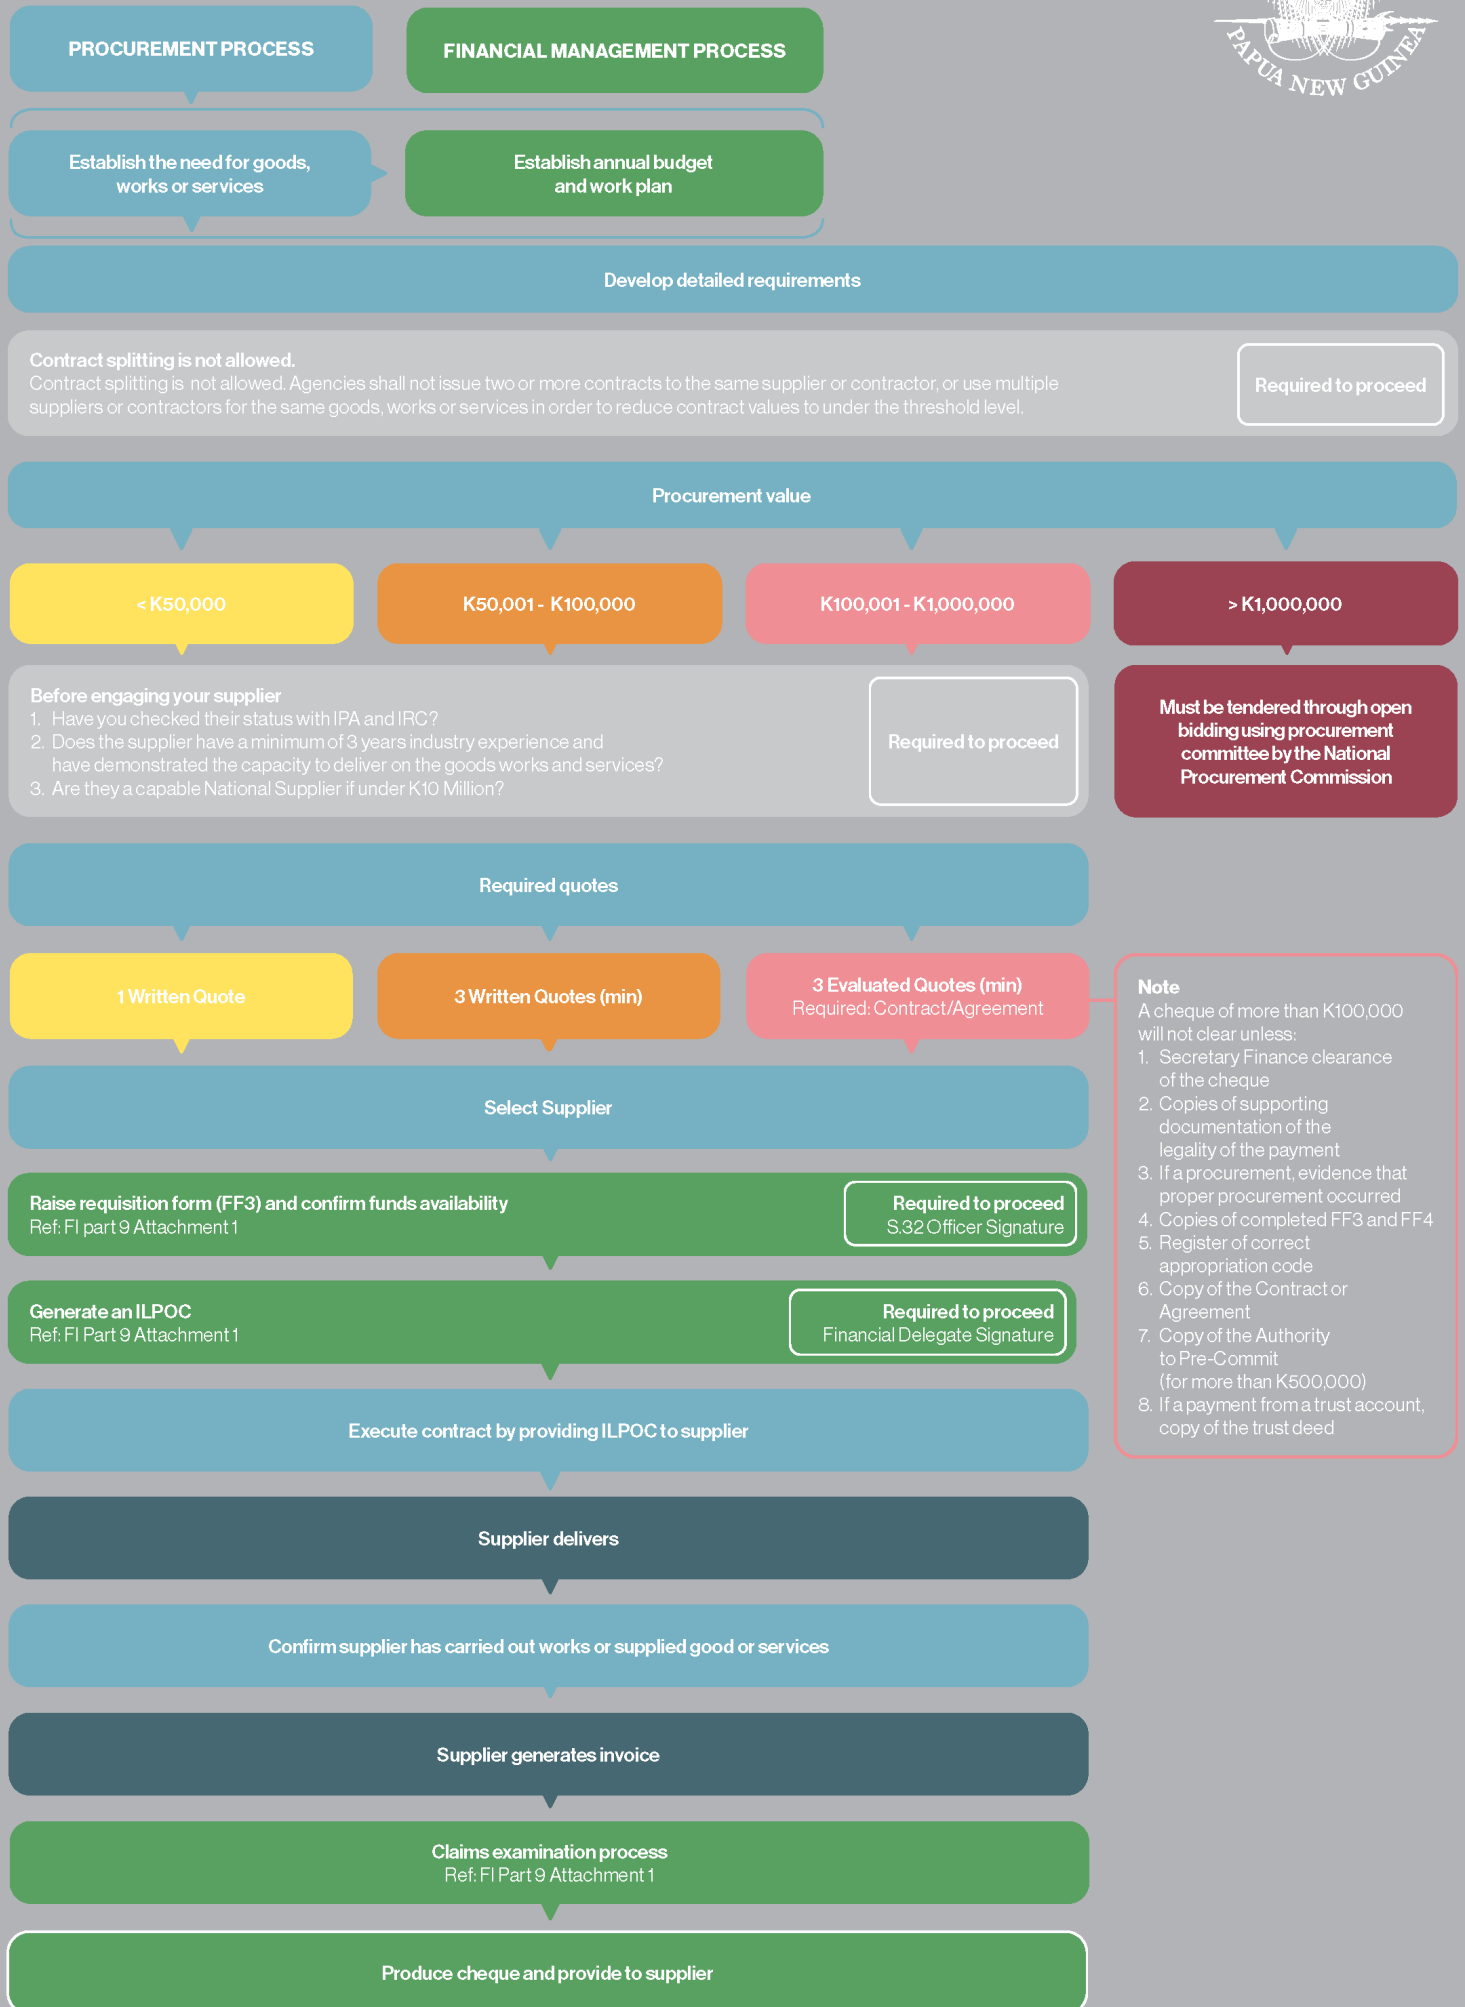 PAPUA NEW GUINEA
PROCUREMENT PROCESS
FINANCIAL MANAGEMENT PROCESS
Establish the need for goods,
works or services
Establish annual budget
and work plan
Develop detailed requirements
Contract splitting is not allowed.
Contract splitting is not allowed. Agencies shall not issue two or more contracts to the same supplier or contractor, or use multiple
suppliers or contractors for the same goods, works or services in order to reduce contract values to under the threshold level.
Required to proceed
Procurement value
< K50,000
K50,001 - K100,000
K100,001 - K1,000,000
> K1,000,000
Before engaging your supplier
1. Have you checked their status with IPA and IRC?
2. Does the supplier have a minimum of 3 years industry experience and
have demonstrated the capacity to deliver on the goods works and services?
3. Are they a capable National Supplier if under K10 Million?
Required to proceed
Must be tendered through open
bidding using procurement
committee by the National
Procurement Commission
Required quotes
1 Written Quote
3 Written Quotes (min)
3 Evaluated Quotes (min)
Required: Contract/Agreement
Note
A cheque of more than K100,000
will not clear unless:
1. Secretary Finance clearance
of the cheque
2. Copies of supporting
documentation of the
legality of the payment
3. If a procurement, evidence that
proper procurement occurred
4. Copies of completed FF3 and FF4
5. Register of correct
appropriation code
6. Copy of the Contract or
Agreement
7. Copy of the Authority
to Pre-Commit
(for more than K500,000)
8. If a payment from a trust account,
copy of the trust deed
Select Supplier
Raise requisition form (FF3) and confirm funds availability
Ref: FI part 9 Attachment 1
Required to proceed
S.32 Officer Signature
Generate an ILPOC
Ref: FI Part 9 Attachment 1
Required to proceed
Financial Delegate Signature
Execute contract by providing ILPOC to supplier
Supplier delivers
Confirm supplier has carried out works or supplied good or services
Supplier generates invoice
Claims examination process
Ref: FI Part 9 Attachment 1
Produce cheque and provide to supplier